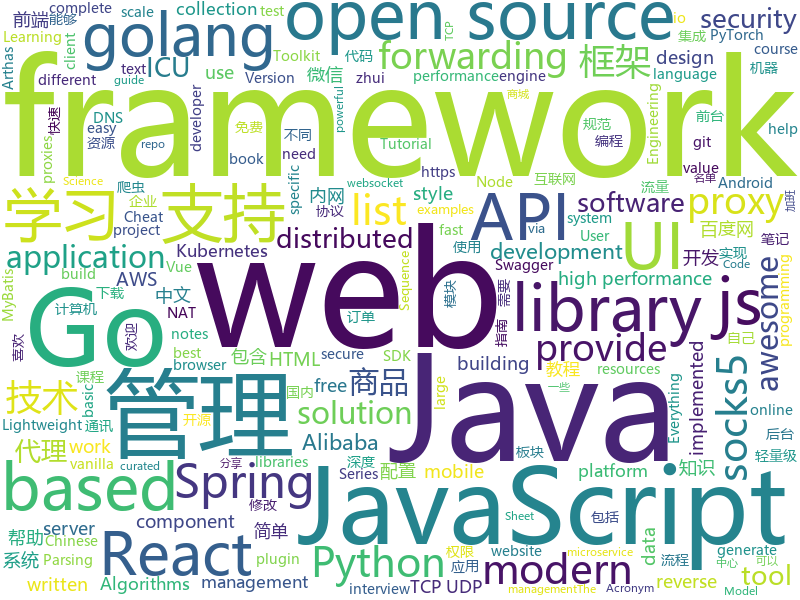 complete scale collection test io PyTorch
前端 能够 Toolkit TCP 代码 集成 course
Learning text client open source security
Arthas golang ICU forwarding 框架 design 机器
different Version use 微信 performance engine language
guide developer zhui powerful 商城
framework
DNS easy 快速 免费 不同 Tutorial 规范 前台 help
资源 proxies book need repo https 编程 Engineering git value
Science 爬虫 specific 内网 websocket Node 互联网 流量 名单 Android
学习 支持 list API proxy
企业 协议 examples style software via system
Cheat project distributed User fast 使用 百度网 笔记 加班
application Kubernetes development UI 开发 实现 Code
MyBatis Vue AWS Swagger high performance
build 下载 中文 NAT 订单 模块 指南 需要 awesome
Go web library js
计算机 notes best 欢迎 building provide
喜欢 包含 HTML SDK secure Sequence socks5 programming
技术 管理 browser free 教程 resources implemented 自己
课程 basic 国内 商品 Java 一些 Everything
Lightweight 开源 通讯 solution online
代理 work vanilla curated Alibaba large 后台
based Spring libraries 分享 JavaScript 板块 轻量级
Series 深度 配置 mobile platform 知识
帮助 server component 修改 简单 Python
Chinese React plugin 权限 website data 包括 Sheet
系统 Parsing 应用 modern generate microservice
written Algorithms management interview 流程 中心 可以 tool
TCP UDP managementThe Model Acronym reverse